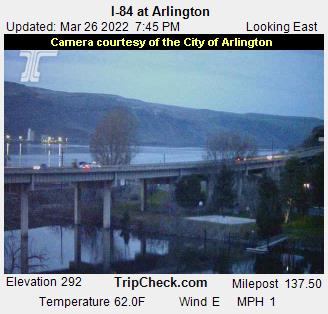 I-84 at Arlington
Updated: Mar 26 2022 7:45 PM Looking East
Camera courtesy of the City of Arlington
Elevation 292 TripCheck.com Milepost 137.50
Temperature 62.0F Wind E MPH 1